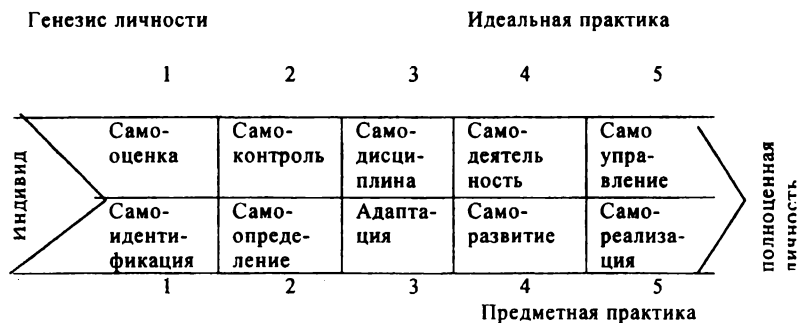 Генезис личности Идеальная практика
1 2 3 4 5
Индивид
Само- Само- Само- Само- Само
оценка контроль дисци- деятель упра-
плина ность вление
Само- Само- Адапта- Само- Само-
иденти- опреде- ция развитие реализа-
фикация ление ция
полноценная
личность
1 2 3 4 5
Предметная практика